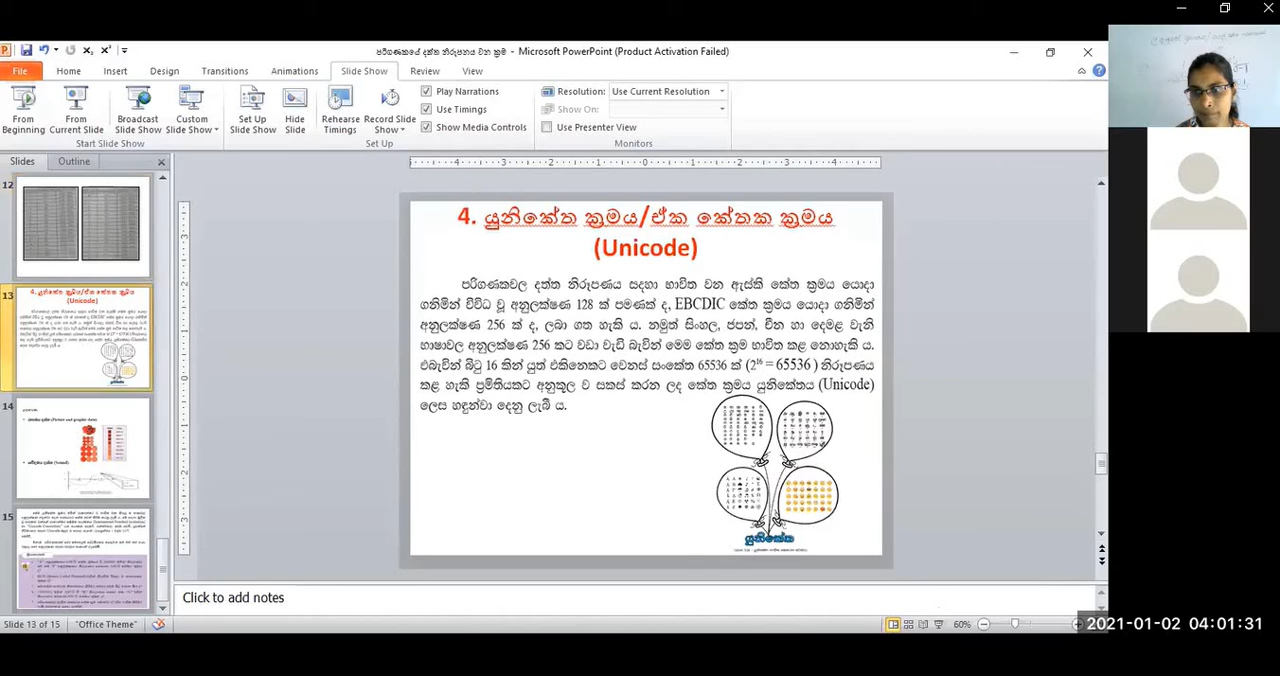 පරිගණකයේ දත්ත නිරූපනය වන ක්‍රම - Microsoft PowerPoint (Product Activation Failed)
File Home Insert Design Transitions Animations Slide Show Review View
From Beginning
From Current Slide
Broadcast Slide Show
Custom Slide Show
Start Slide Show
Set Up Slide Show
Hide Slide
Rehearse Timings
Record Slide Show
Play Narrations
Use Timings
Show Media Controls
Set Up
Resolution: Use Current Resolution
Show On:
Use Presenter View
Monitors
Slides Outline
12
13
14
15
4. යුනිකේත ක්‍රමය/ඒක කේතක ක්‍රමය
(Unicode)
පරිගණකවල දත්ත නිරූපණය සඳහා භාවිත වන ඇස්කි කේත ක්‍රමය යොදා
ගනිමින් විවිධ වූ අනුලක්ෂණ 128 ක් පමණක් ද, EBCDIC කේත ක්‍රමය යොදා ගනිමින්
අනුලක්ෂණ 256 ක් ද, ලබා ගත හැකි ය. නමුත් සිංහල, ජපන්, චීන හා දෙමළ වැනි
භාෂාවල අනුලක්ෂණ 256 කට වඩා වැඩි බැවින් මෙම කේත ක්‍රම භාවිත කළ නොහැකි ය.
එබැවින් බිටු 16 කින් යුත් එකිනෙකට වෙනස් සංකේත 65536 ක් (2¹⁶ = 65536) නිරූපණය
කළ හැකි ප්‍රමිතියකට අනුකූල ව සකස් කරන ලද කේත ක්‍රමය යුනිකේතය (Unicode)
ලෙස හඳුන්වා දෙනු ලැබී ය.
යුනිකේත
Click to add notes
Slide 13 of 15 "Office Theme" 60%
2021-01-02 04:01:31